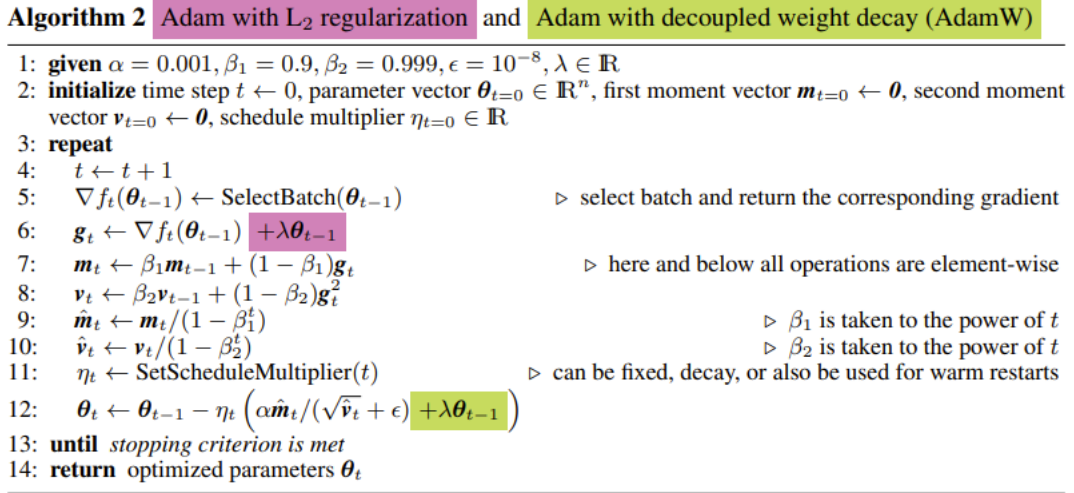 Algorithm 2 Adam with L₂ regularization and Adam with decoupled weight decay (AdamW)
1: given α = 0.001, β₁ = 0.9, β₂ = 0.999, ϵ = 10⁻⁸, λ ∈ ℝ
2: initialize time step t ← 0, parameter vector θₜ₌₀ ∈ ℝⁿ, first moment vector mₜ₌₀ ← 0, second moment
vector vₜ₌₀ ← 0, schedule multiplier ηₜ₌₀ ∈ ℝ
3: repeat
4: t ← t + 1
5: ∇fₜ(θₜ₋₁) ← SelectBatch(θₜ₋₁) ▷ select batch and return the corresponding gradient
6: gₜ ← ∇fₜ(θₜ₋₁) +λθₜ₋₁
7: mₜ ← β₁mₜ₋₁ + (1 − β₁)gₜ ▷ here and below all operations are element-wise
8: vₜ ← β₂vₜ₋₁ + (1 − β₂)gₜ²
9: m̂ₜ ← mₜ/(1 − β₁ᵗ) ▷ β₁ is taken to the power of t
10: v̂ₜ ← vₜ/(1 − β₂ᵗ) ▷ β₂ is taken to the power of t
11: ηₜ ← SetScheduleMultiplier(t) ▷ can be fixed, decay, or also be used for warm restarts
12: θₜ ← θₜ₋₁ − ηₜ (αm̂ₜ/(√v̂ₜ + ϵ) +λθₜ₋₁)
13: until stopping criterion is met
14: return optimized parameters θₜ